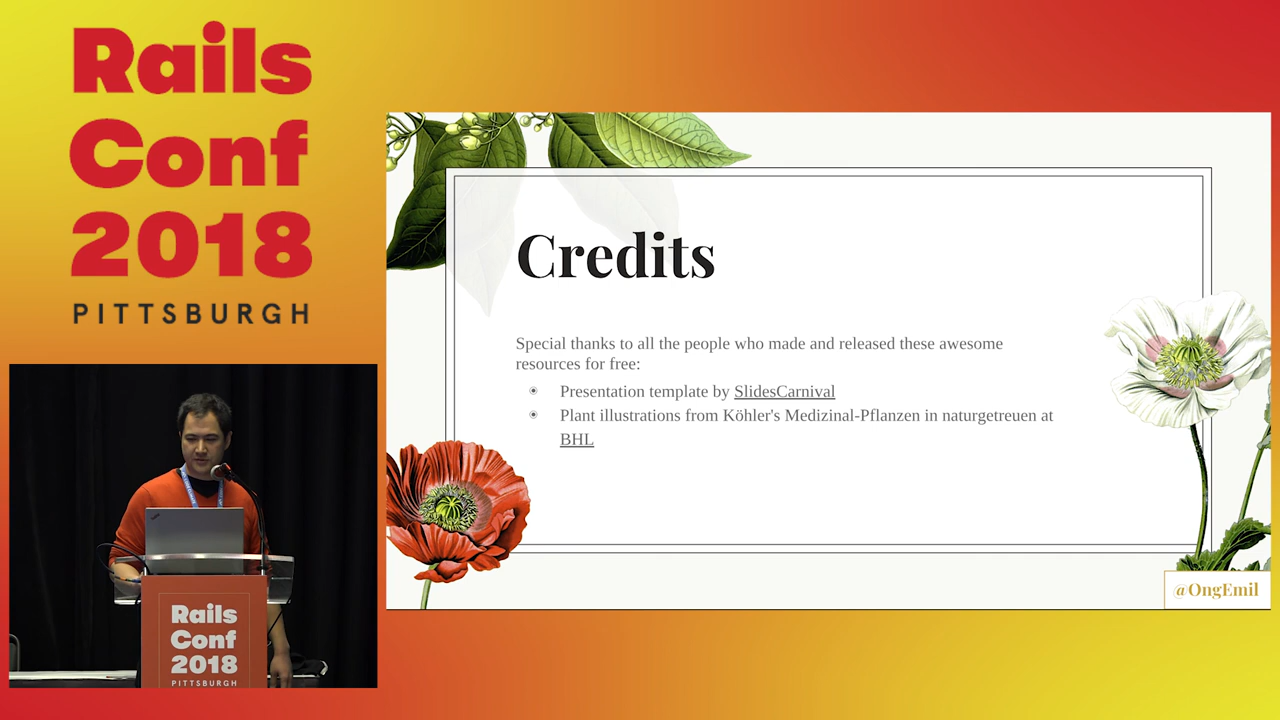 Rails
Conf
2018
PITTSBURGH
Credits
Special thanks to all the people who made and released these awesome
resources for free:
Presentation template by SlidesCarnival
Plant illustrations from Köhler's Medizinal-Pflanzen in naturgetreuen at
BHL
@OngEmil
Rails
Conf
2018
PITTSBURGH